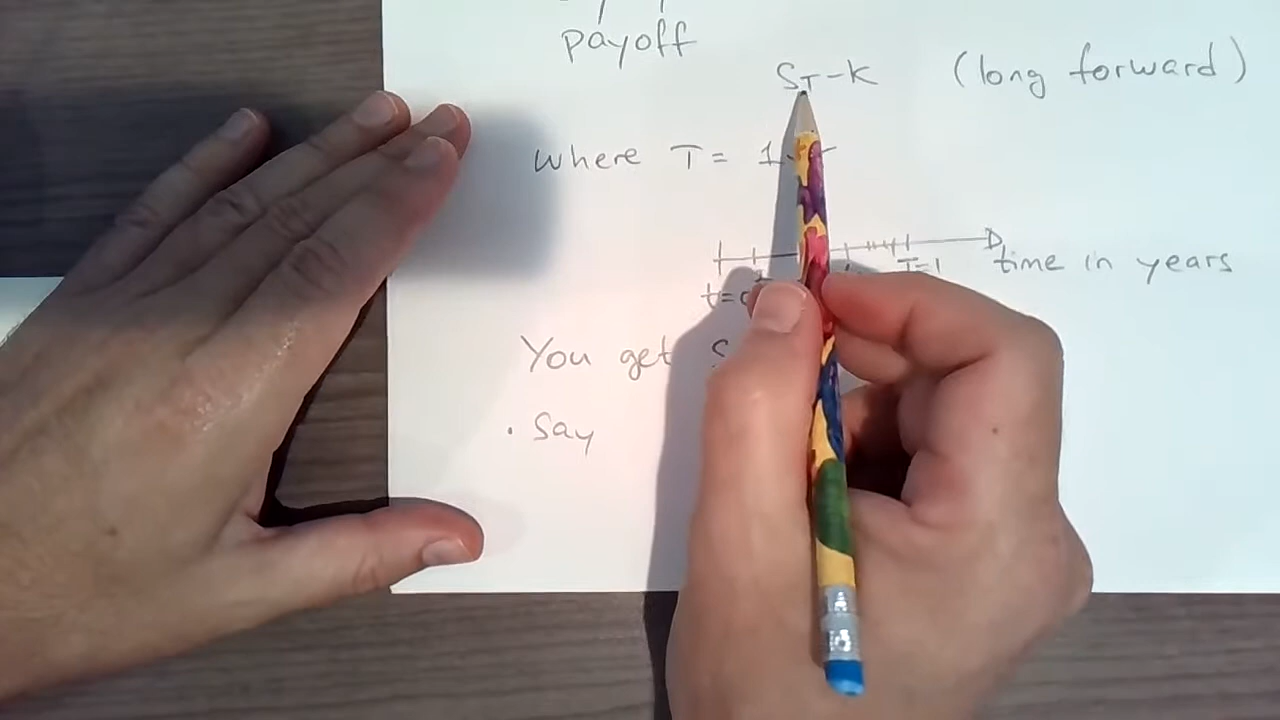 payoff
ST-K (long forward)
where T= 1
T=1 time in years
t=0
You get S
. Say